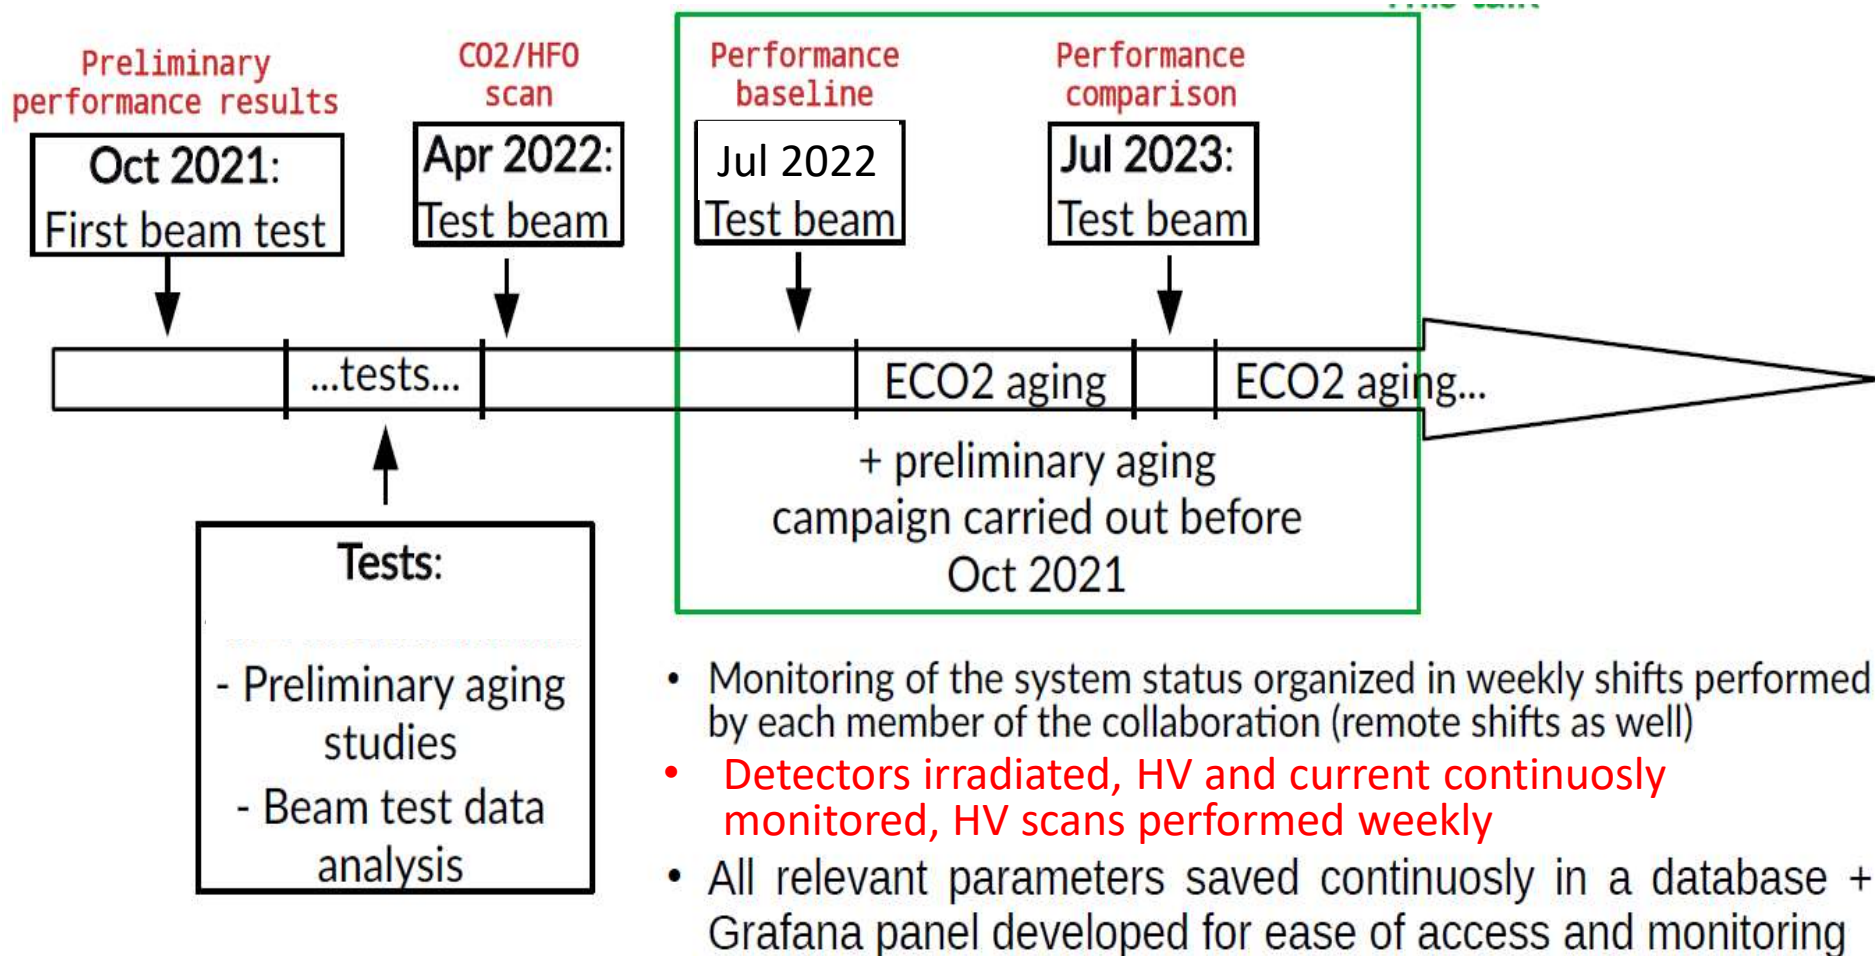 Preliminary
performance results
CO2/HFO
scan
Performance
baseline
Performance
comparison
Oct 2021:
First beam test
Apr 2022:
Test beam
Jul 2022
Test beam
Jul 2023:
Test beam
...tests...
ECO2 aging
ECO2 aging...
+ preliminary aging
campaign carried out before
Oct 2021
Tests:
- Preliminary aging
studies
- Beam test data
analysis
• Monitoring of the system status organized in weekly shifts performed
by each member of the collaboration (remote shifts as well)
• Detectors irradiated, HV and current continuosly
monitored, HV scans performed weekly
• All relevant parameters saved continuosly in a database +
Grafana panel developed for ease of access and monitoring